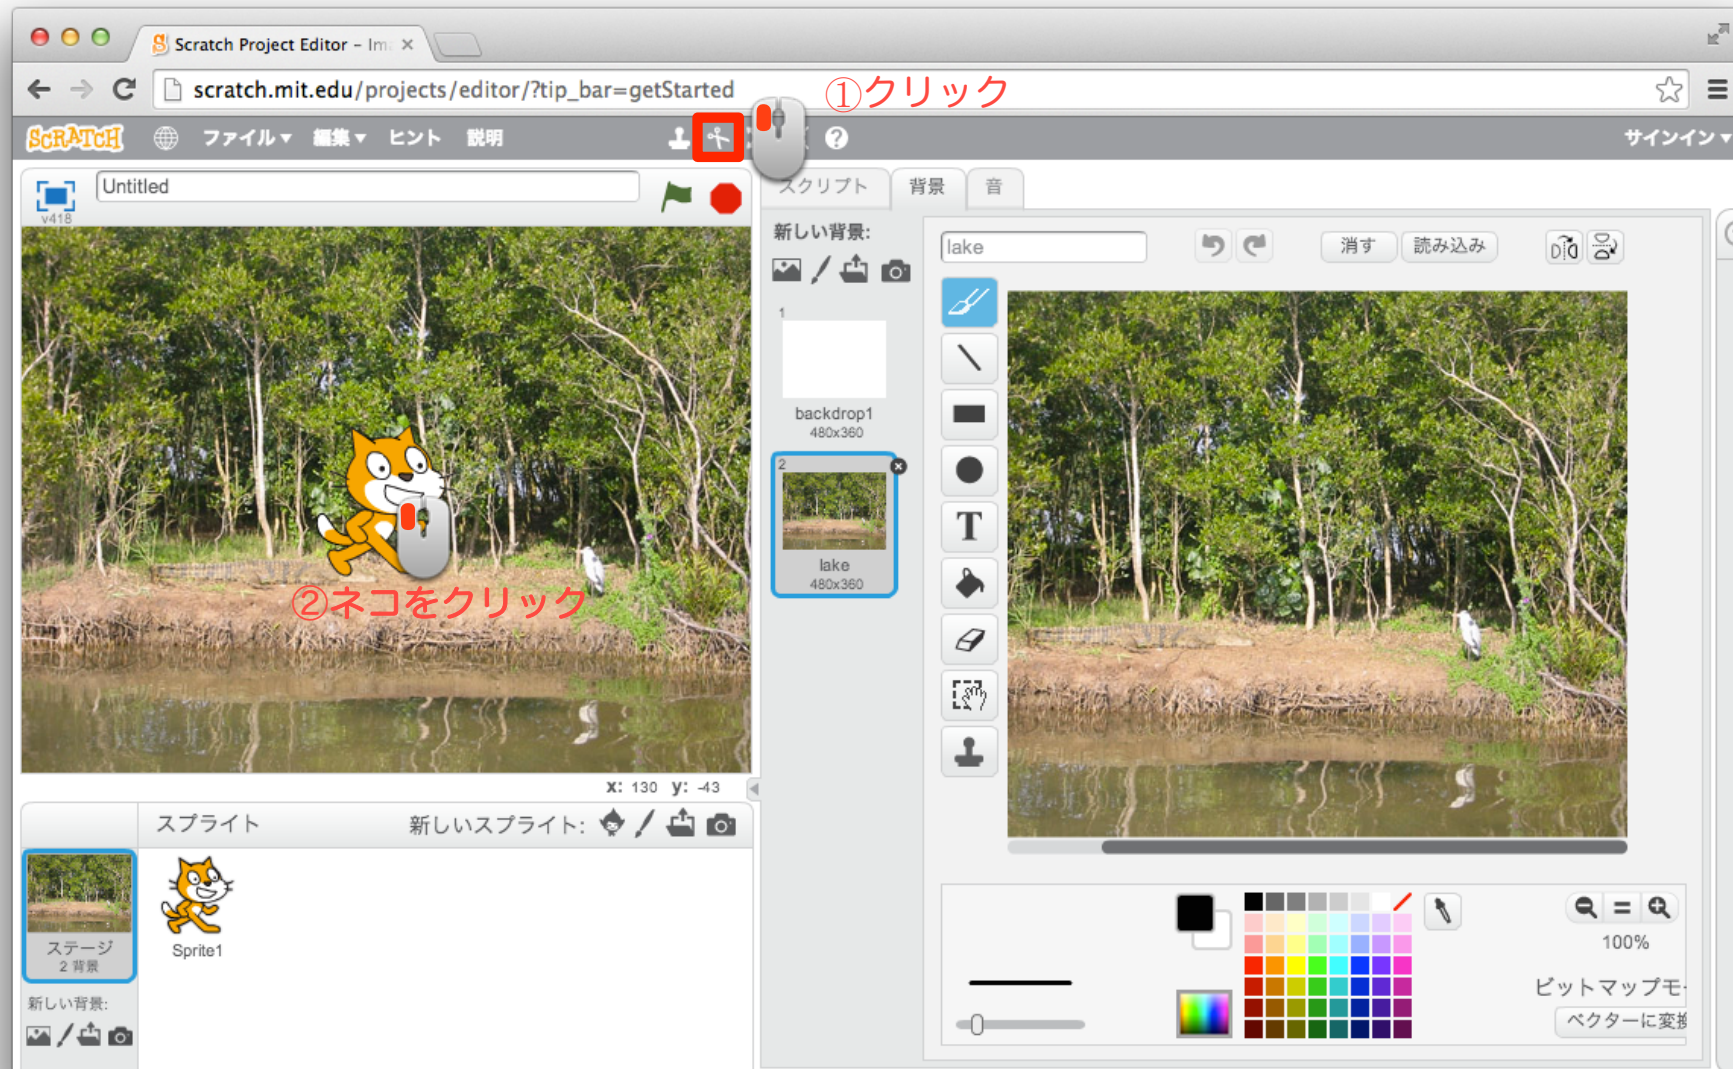 Scratch Project Editor – Im
scratch.mit.edu/projects/editor/?tip_bar=getStarted
①クリック
SCRATCH ファイル▼ 編集▼ ヒント 説明 サインイン▼
v418
Untitled
スクリプト 背景 音
新しい背景:
lake
消す 読み込み
1
backdrop1
480x360
2
lake
480x360
②ネコをクリック
T
x: 130 y: -43
スプライト 新しいスプライト:
ステージ
2 背景
Sprite1
新しい背景:
100%
ビットマップモー
ベクターに変換